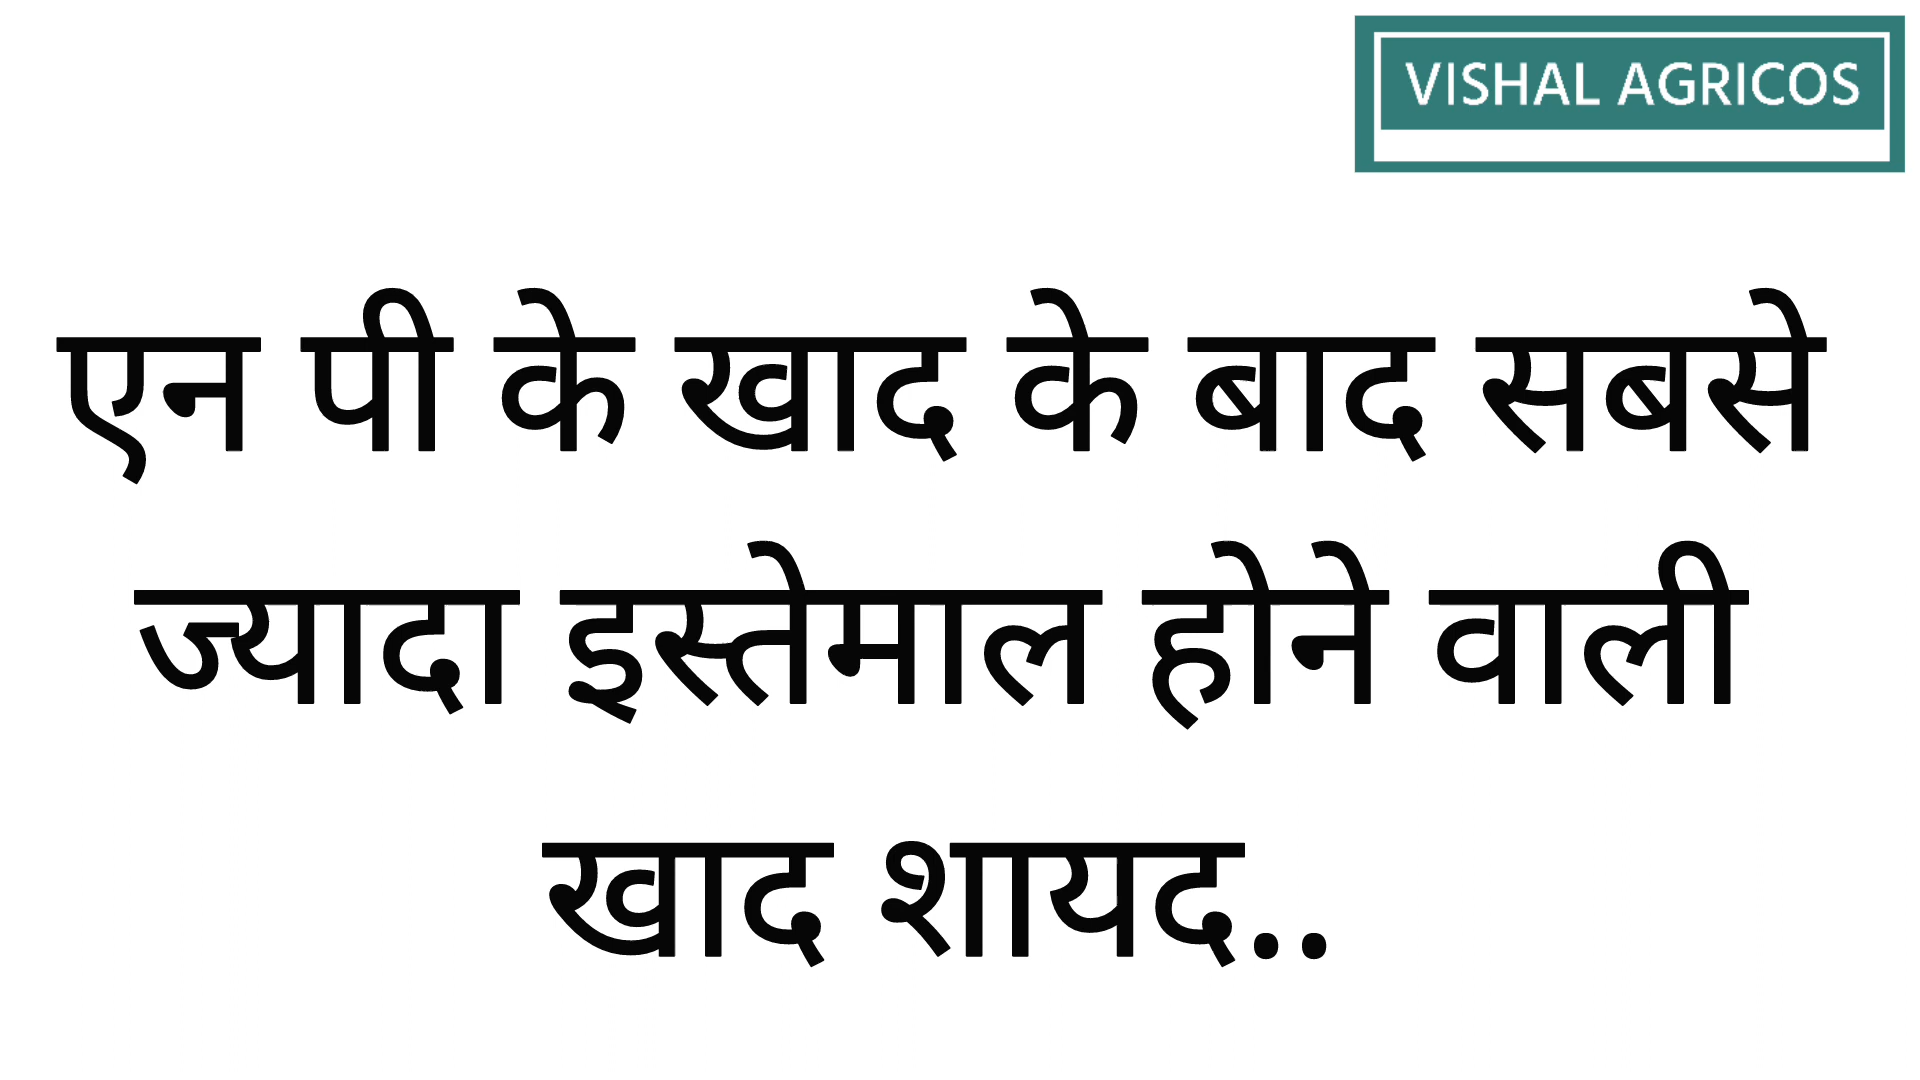 VISHAL AGRICOS
एन पी के खाद के बाद सबसे
ज्यादा इस्तेमाल होने वाली
खाद शायद..